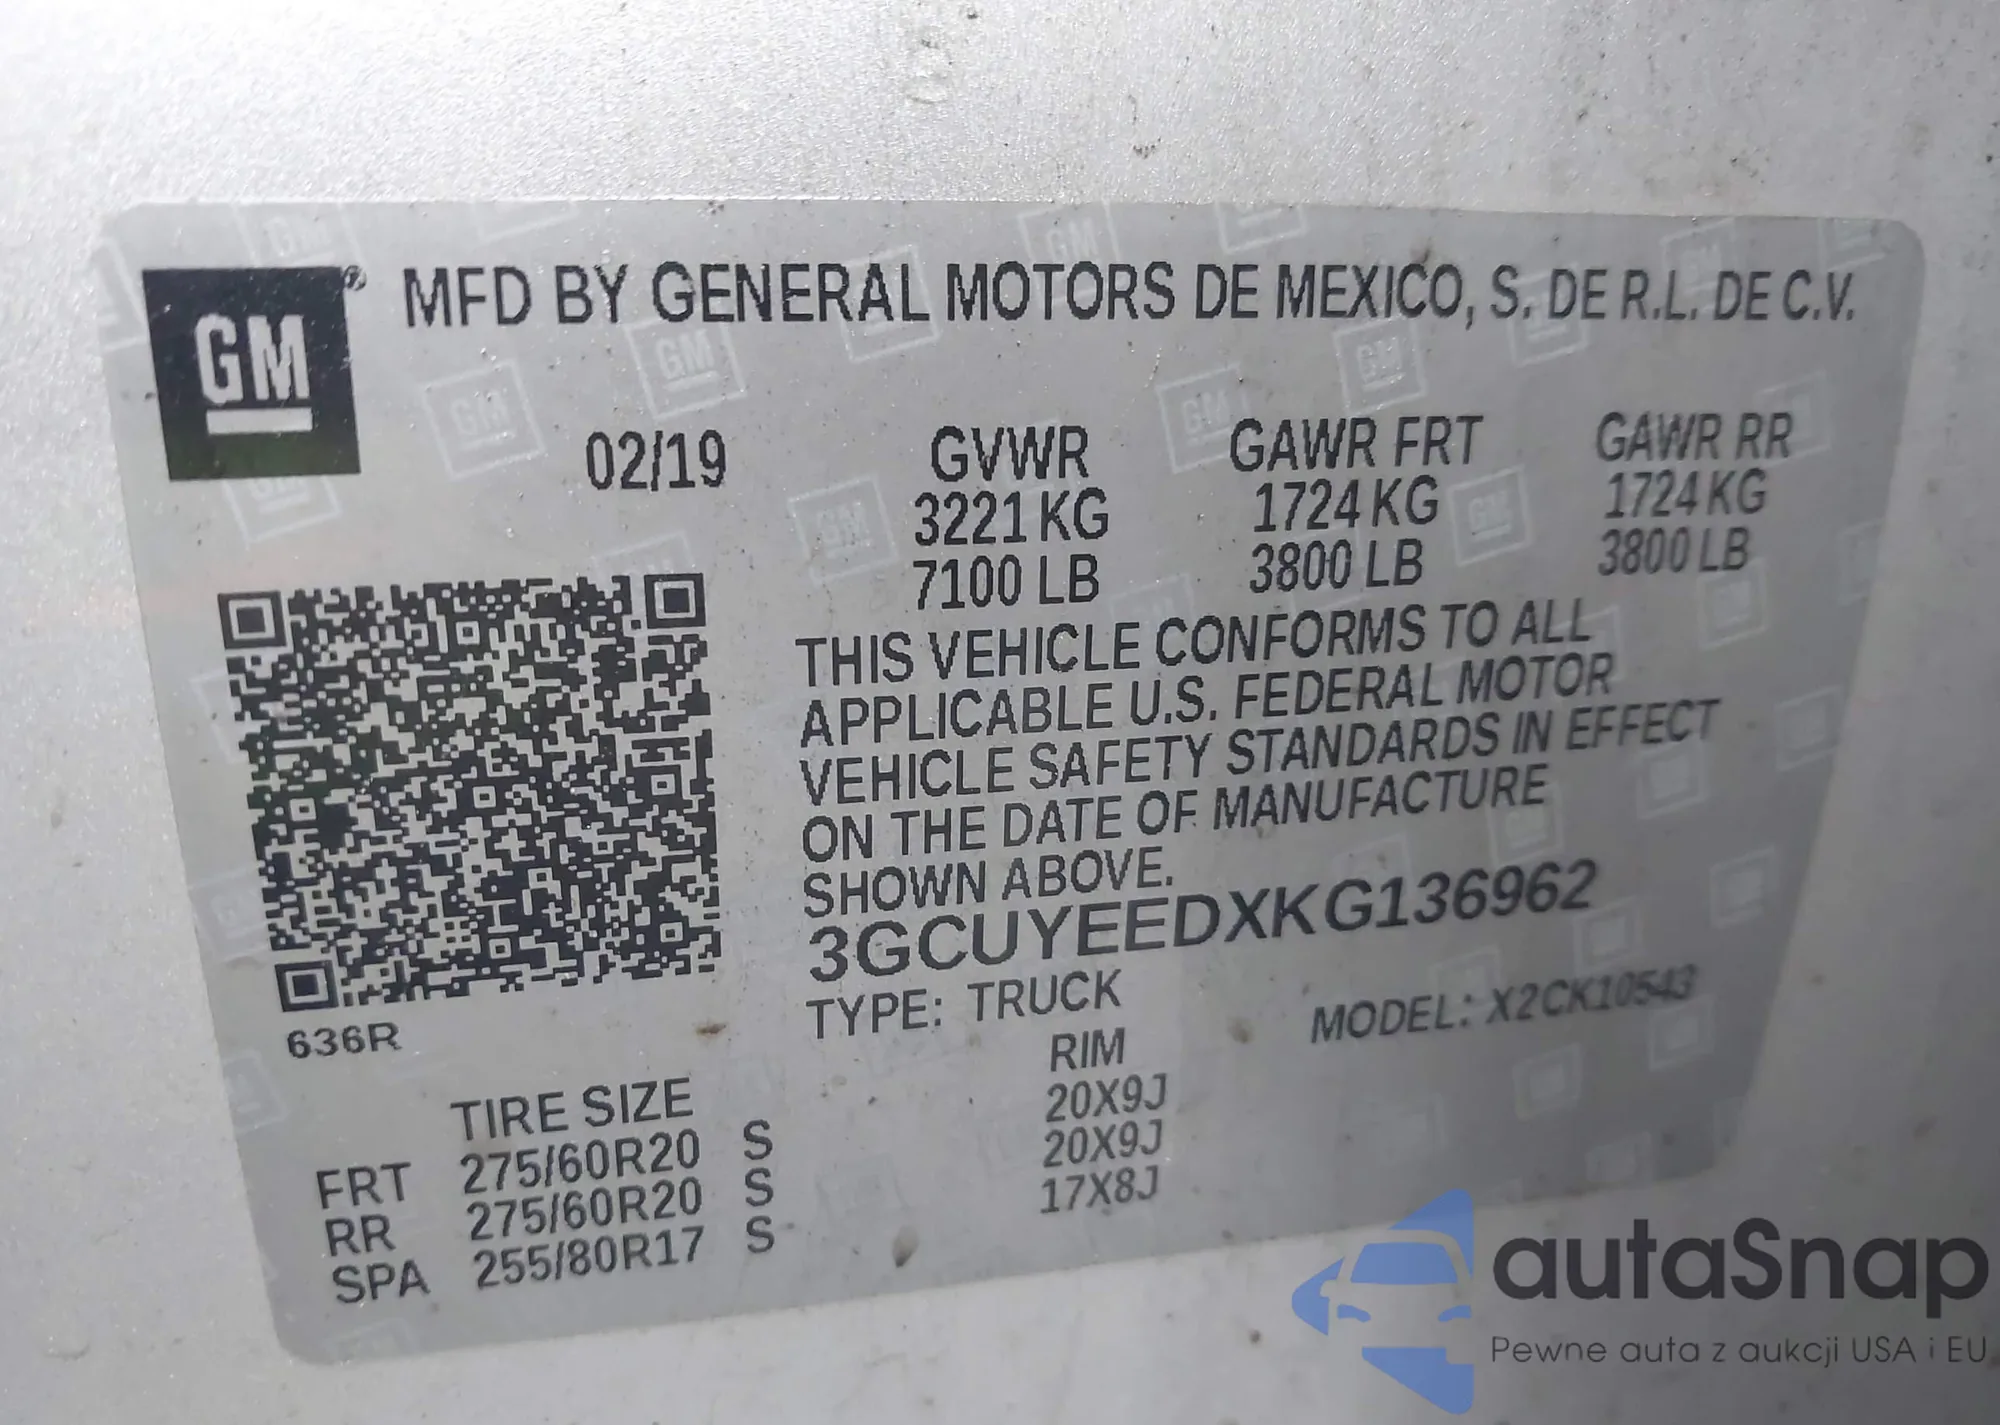 GM® MFD BY GENERAL MOTORS DE MEXICO, S. DE R.L. DE C.V.
02/19 GVWR GAWR FRT GAWR RR
3221 KG 1724 KG 1724 KG
7100 LB 3800 LB 3800 LB
THIS VEHICLE CONFORMS TO ALL
APPLICABLE U.S. FEDERAL MOTOR
VEHICLE SAFETY STANDARDS IN EFFECT
ON THE DATE OF MANUFACTURE
SHOWN ABOVE.
3GCUYEEDXKG136962
TYPE: TRUCK MODEL: X2CK10543
636R
TIRE SIZE RIM
FRT 275/60R20 S 20X9J
RR 275/60R20 S 20X9J
SPA 255/80R17 S 17X8J
autaSnap
Pewne auta z aukcji USA i EU